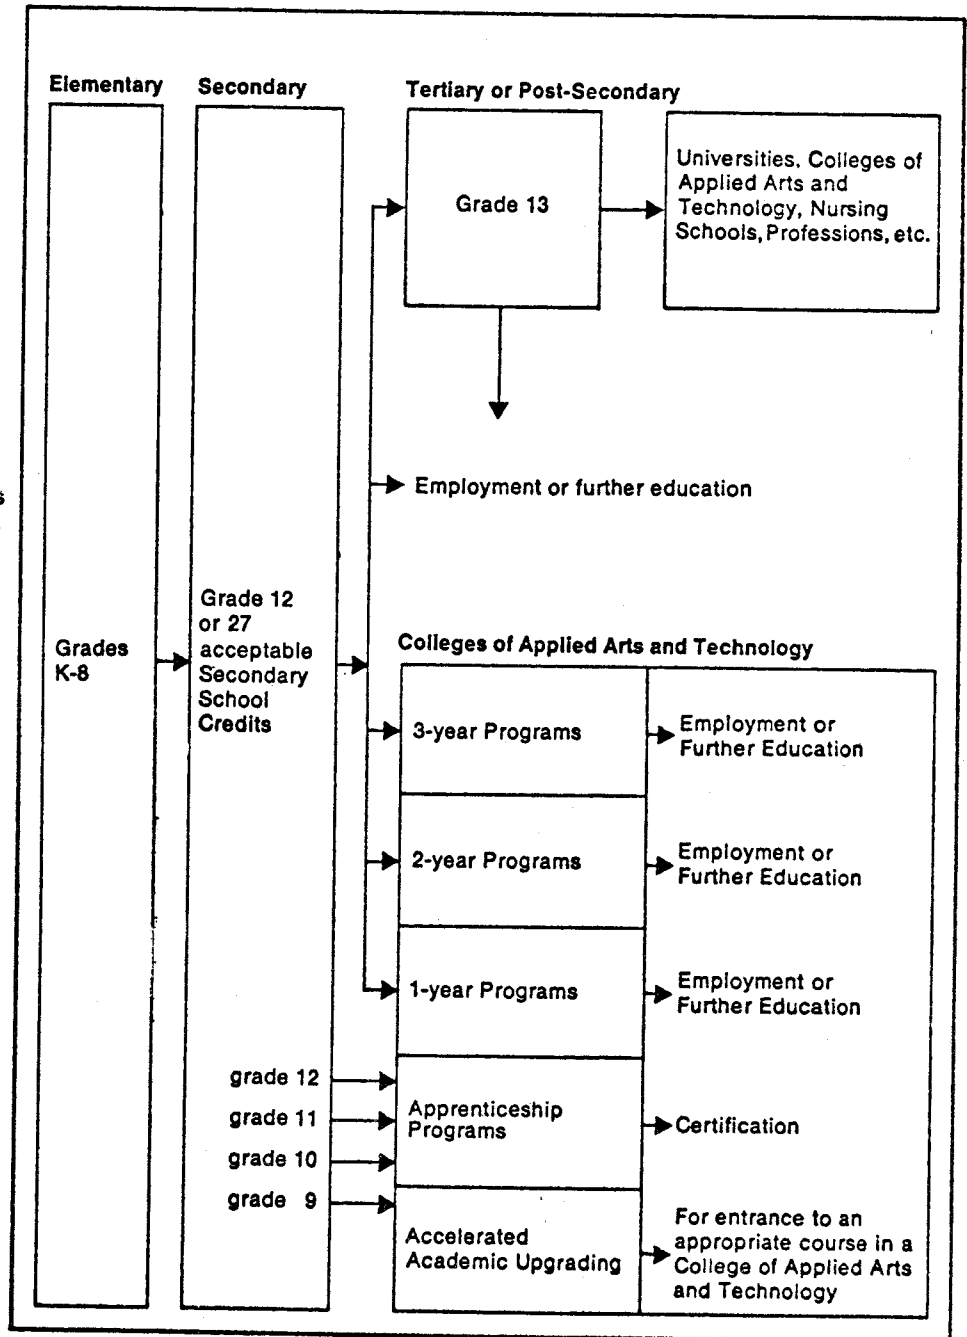 Elementary
Secondary
Tertiary or Post-Secondary
Grade 13
Universities. Colleges of
Applied Arts and
Technology, Nursing
Schools, Professions, etc.
Employment or further education
Grades
K-8
Grade 12
or 27
acceptable
Secondary
School
Credits
Colleges of Applied Arts and Technology
3-year Programs
Employment or
Further Education
2-year Programs
Employment or
Further Education
1-year Programs
Employment or
Further Education
grade 12
grade 11
grade 10
grade 9
Apprenticeship
Programs
Certification
Accelerated
Academic Upgrading
For entrance to an
appropriate course in a
College of Applied Arts
and Technology